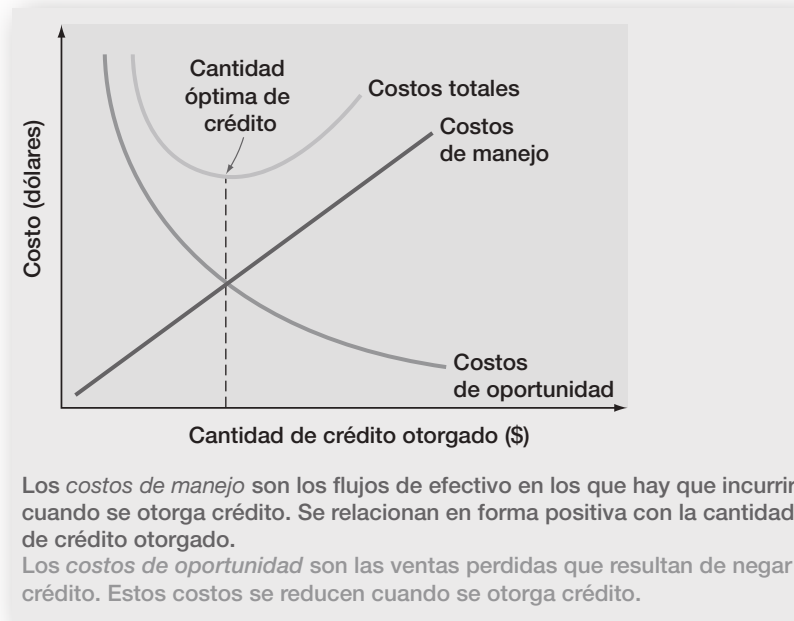 Cantidad
óptima de
crédito
Costos totales
Costos
de manejo
Costo (dólares)
Costos
de oportunidad
Cantidad de crédito otorgado ($)
Los costos de manejo son los flujos de efectivo en los que hay que incurrir
cuando se otorga crédito. Se relacionan en forma positiva con la cantidad
de crédito otorgado.
Los costos de oportunidad son las ventas perdidas que resultan de negar
crédito. Estos costos se reducen cuando se otorga crédito.